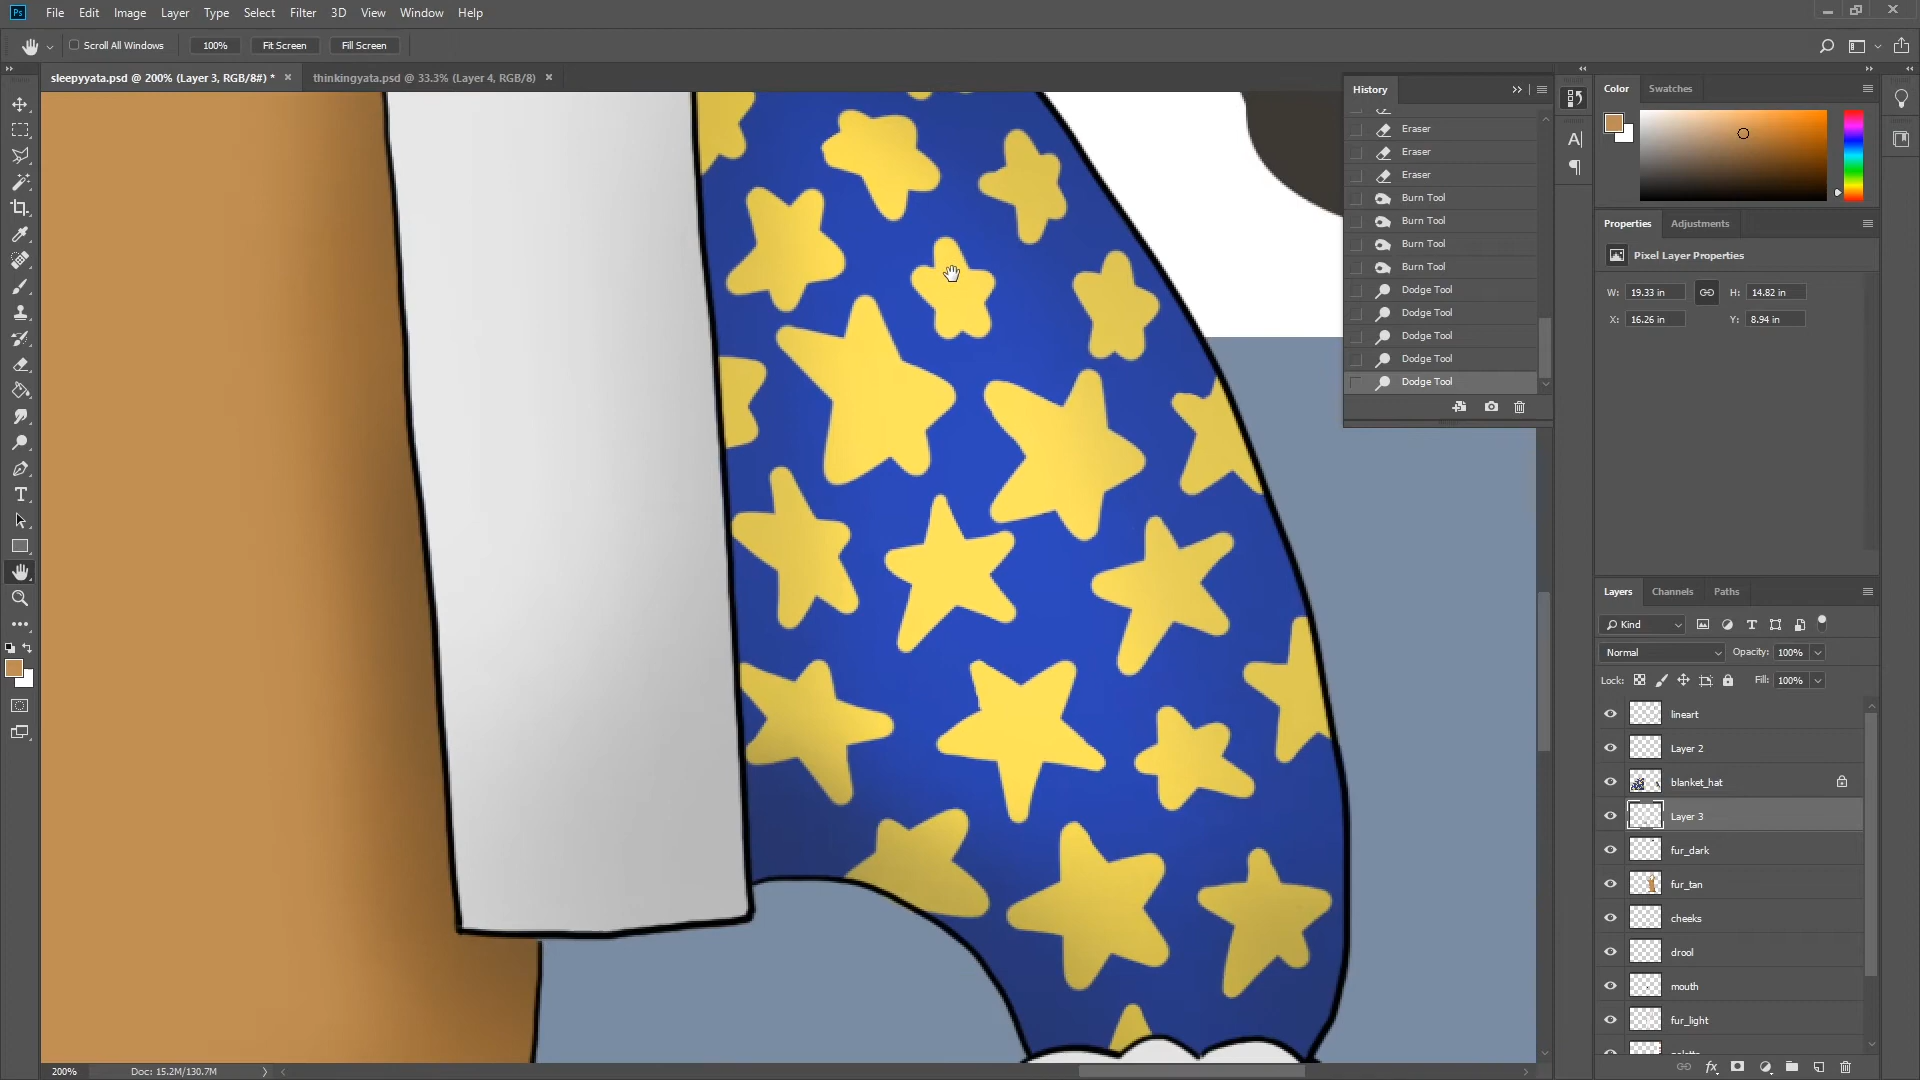 Ps File Edit Image Layer Type Select Filter 3D View Window Help
Scroll All Windows 100% Fit Screen Fill Screen
sleepyyata.psd @ 200% (Layer 3, RGB/8#) * × thinkingyata.psd @ 33.3% (Layer 4, RGB/8) ×
History
Eraser
Eraser
Eraser
Burn Tool
Burn Tool
Burn Tool
Burn Tool
Dodge Tool
Dodge Tool
Dodge Tool
Dodge Tool
Dodge Tool
Color Swatches
Properties Adjustments
Pixel Layer Properties
W: 19.33 in H: 14.82 in
X: 16.26 in Y: 8.94 in
Layers Channels Paths
Kind
Normal Opacity: 100%
Lock: Fill: 100%
lineart
Layer 2
blanket_hat
Layer 3
fur_dark
fur_tan
cheeks
drool
mouth
fur_light
200% Doc: 15.2M/130.7M